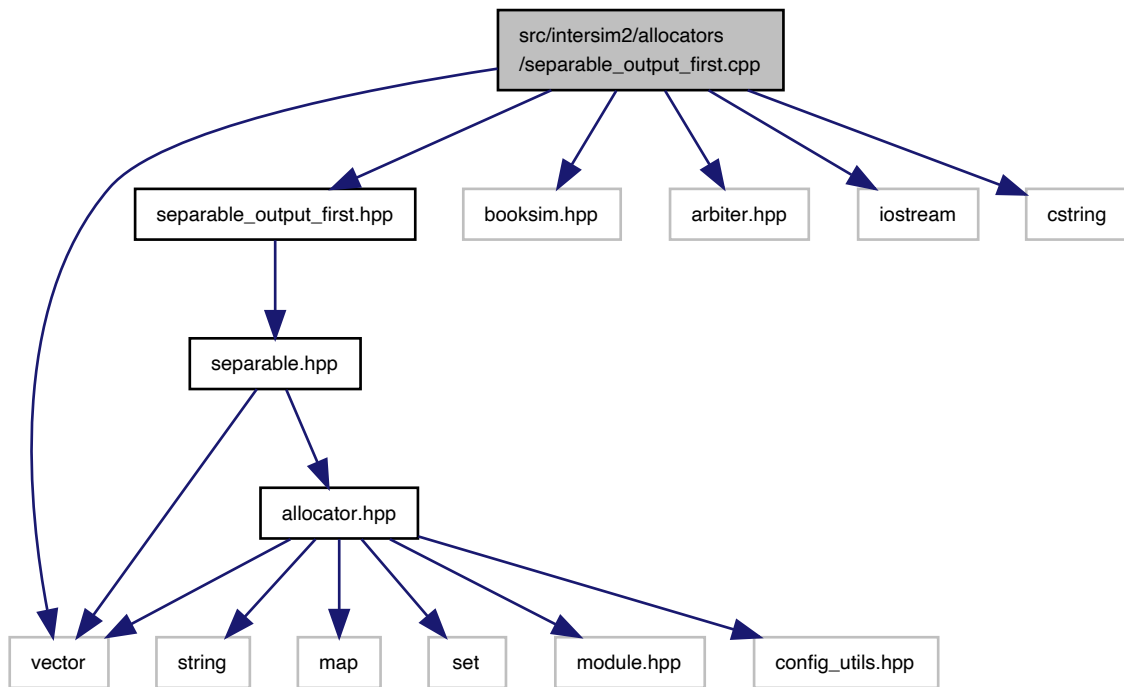 src/intersim2/allocators
/separable_output_first.cpp
separable_output_first.hpp
booksim.hpp
arbiter.hpp
iostream
cstring
separable.hpp
allocator.hpp
vector
string
map
set
module.hpp
config_utils.hpp